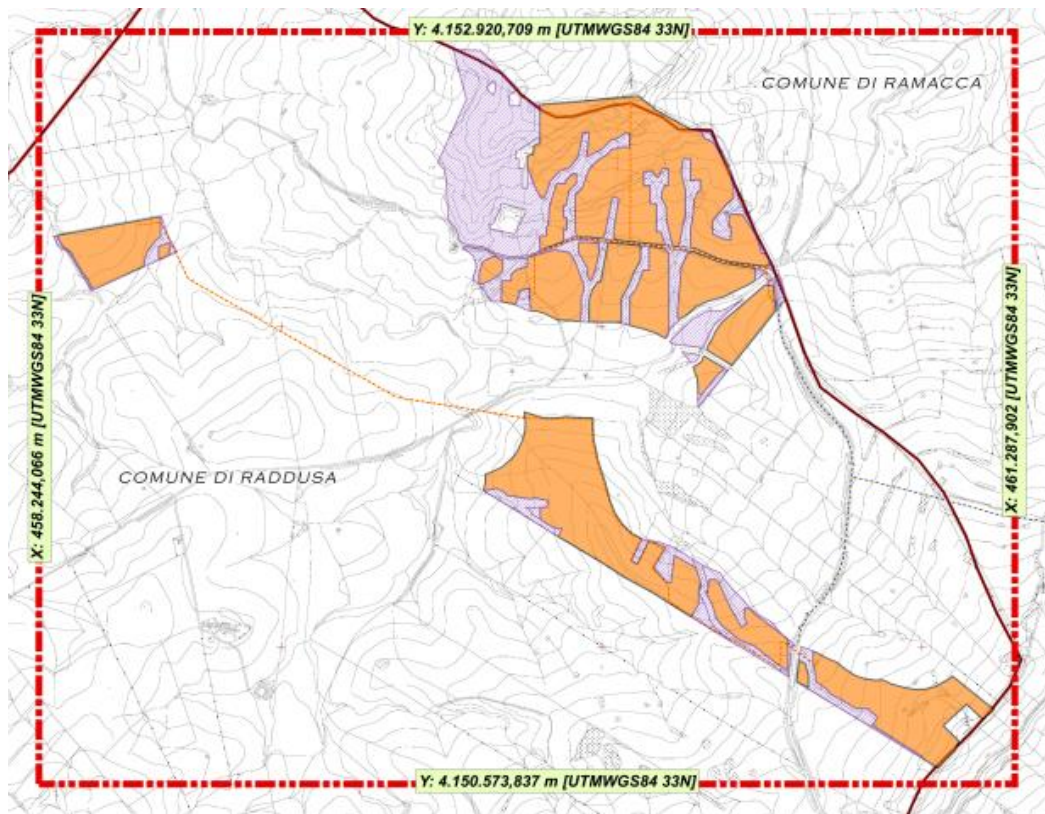 Y: 4.152.920,709 m [UTMWGS84 33N]
COMUNE DI RAMACCA
X: 458.244,066 m [UTMWGS84 33N]
X: 461.287,902 [UTMWGS84 33N]
COMUNE DI RADDUSA
Y: 4.150.573,837 m [UTMWGS84 33N]